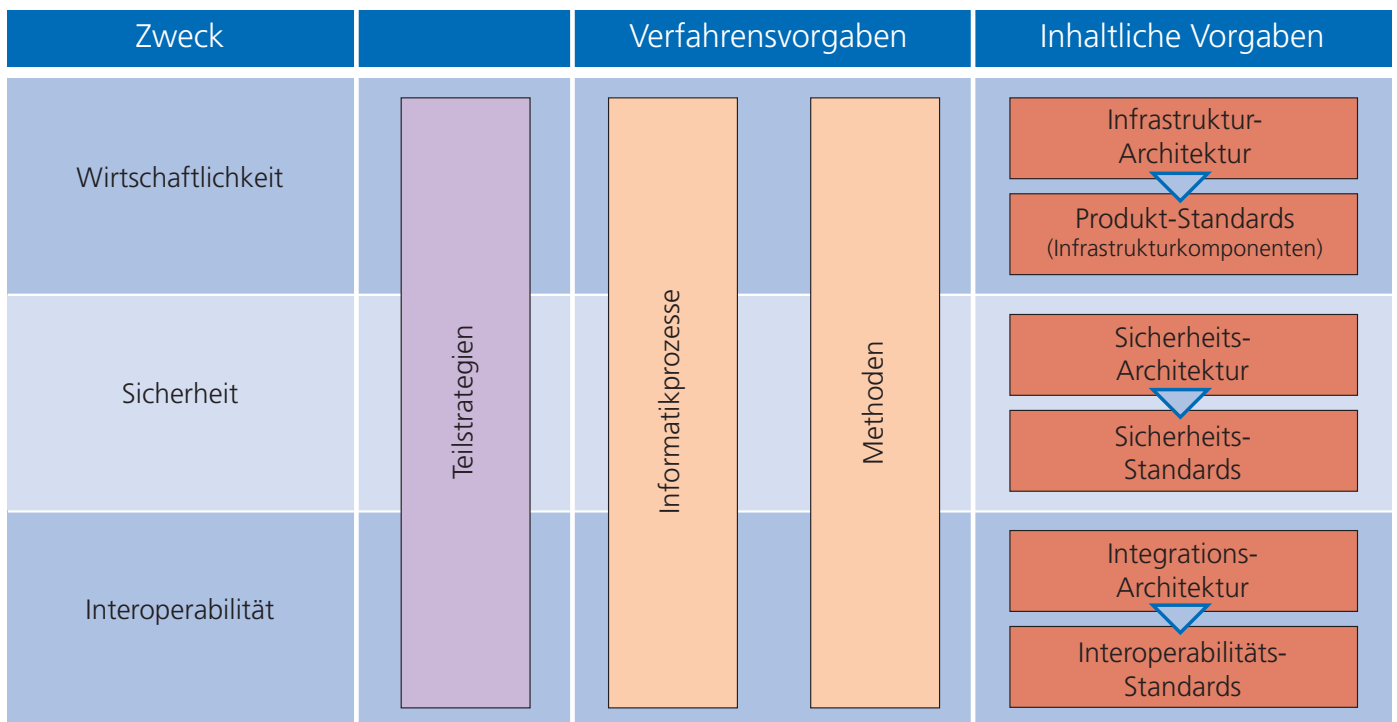 Zweck
Verfahrensvorgaben
Inhaltliche Vorgaben
Wirtschaftlichkeit
Sicherheit
Interoperabilität
Teilstrategien
Informatikprozesse
Methoden
Infrastruktur-
Architektur
Produkt-Standards
(Infrastrukturkomponenten)
Sicherheits-
Architektur
Sicherheits-
Standards
Integrations-
Architektur
Interoperabilitäts-
Standards